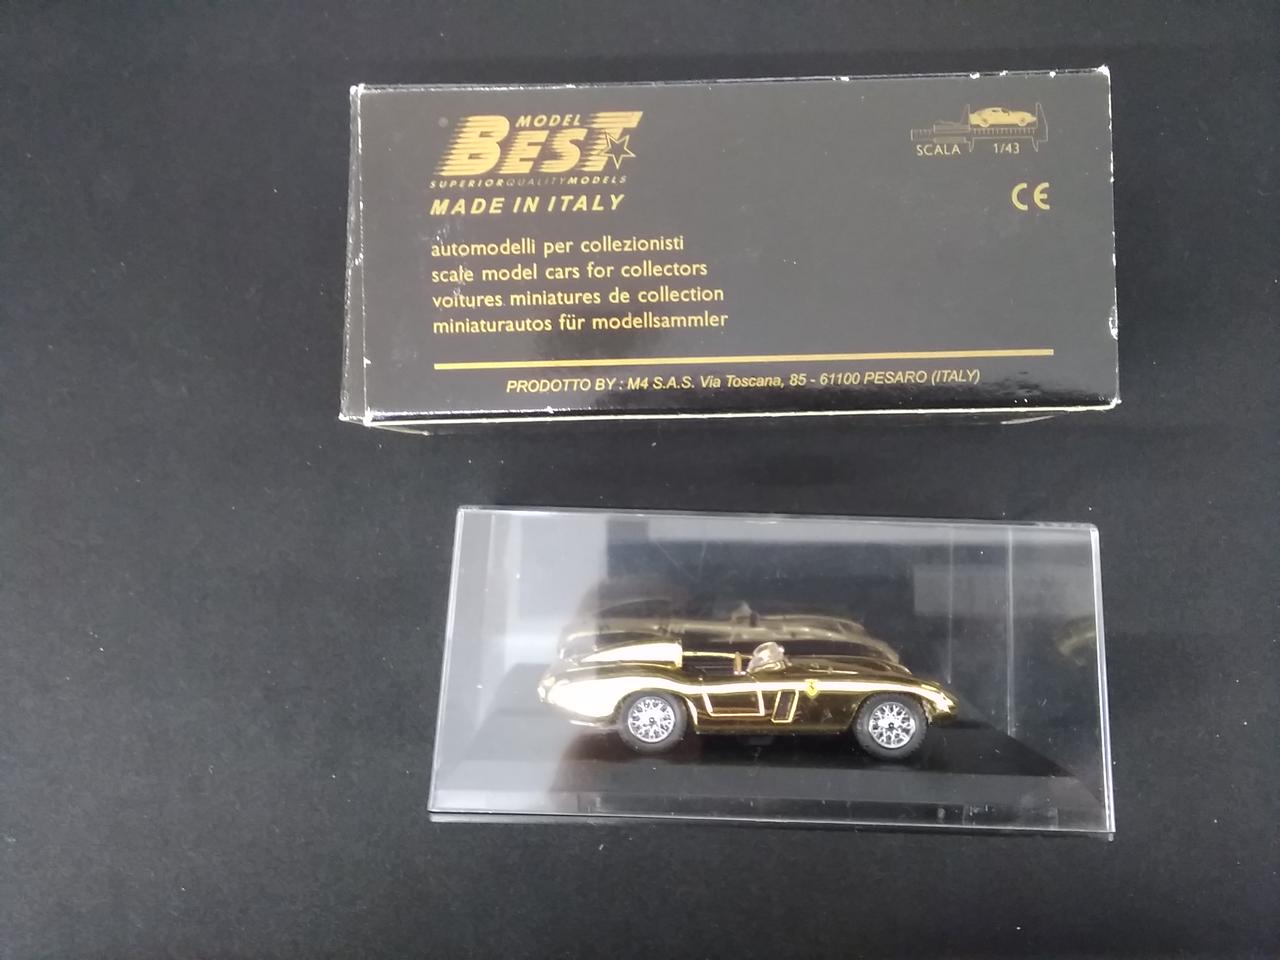 MODEL
BEST
SUPERIORQUALITYMODELS
MADE IN ITALY
SCALA 1/43
CE
automodelli per collezionisti
scale model cars for collectors
voitures miniatures de collection
miniaturautos für modellsammler
PRODOTTO BY : M4 S.A.S. Via Toscana, 85 - 61100 PESARO (ITALY)